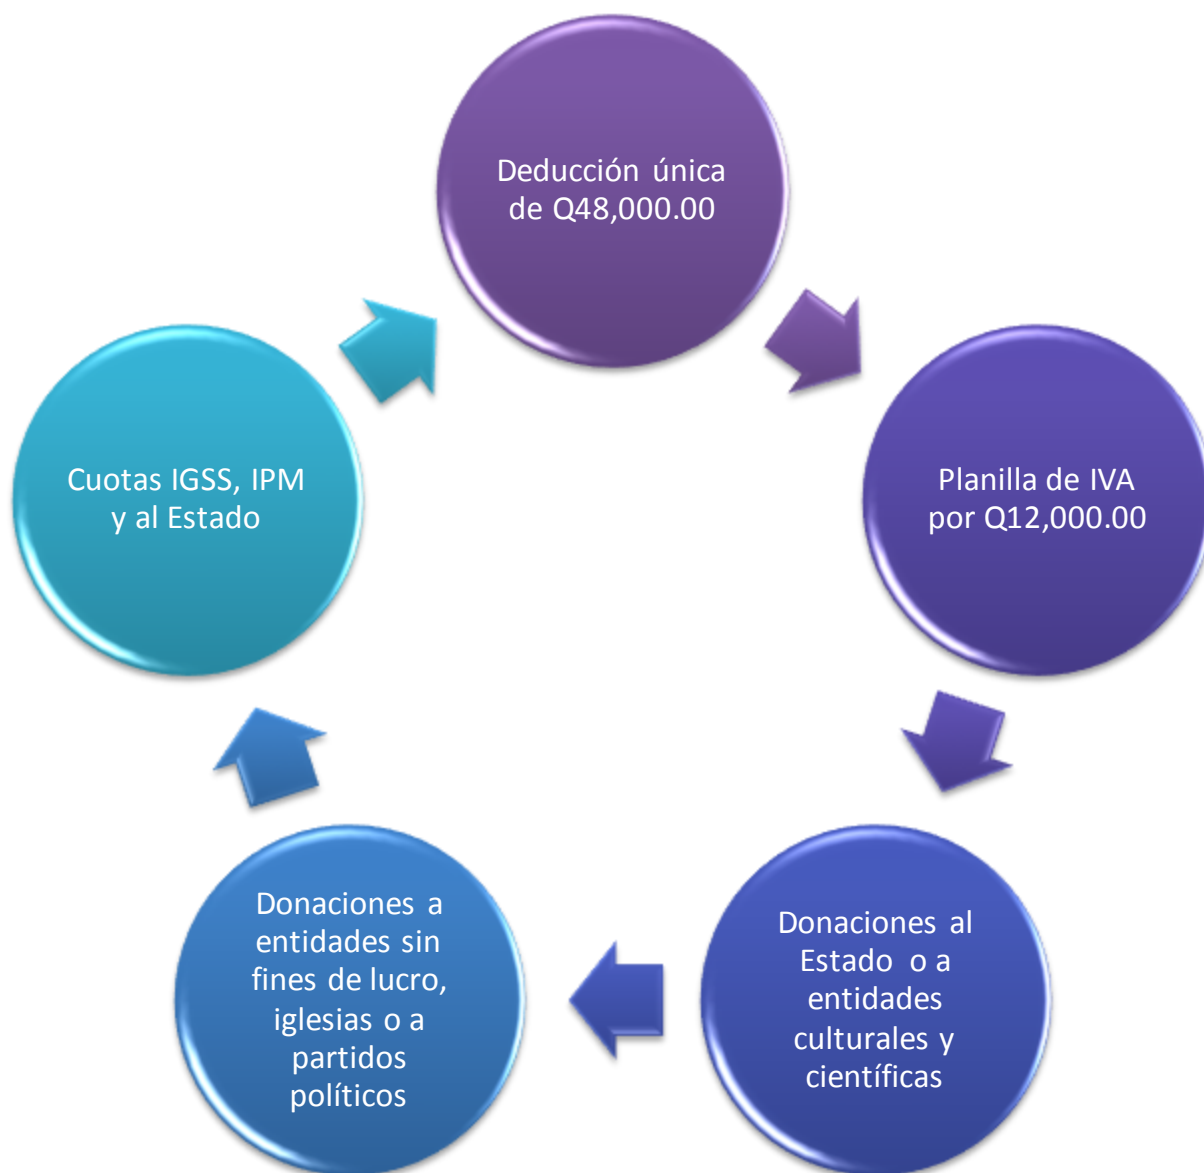 Deducción única
de Q48,000.00
Planilla de IVA
por Q12,000.00
Donaciones al
Estado o a
entidades
culturales y
científicas
Donaciones a
entidades sin
fines de lucro,
iglesias o a
partidos
políticos
Cuotas IGSS, IPM
y al Estado